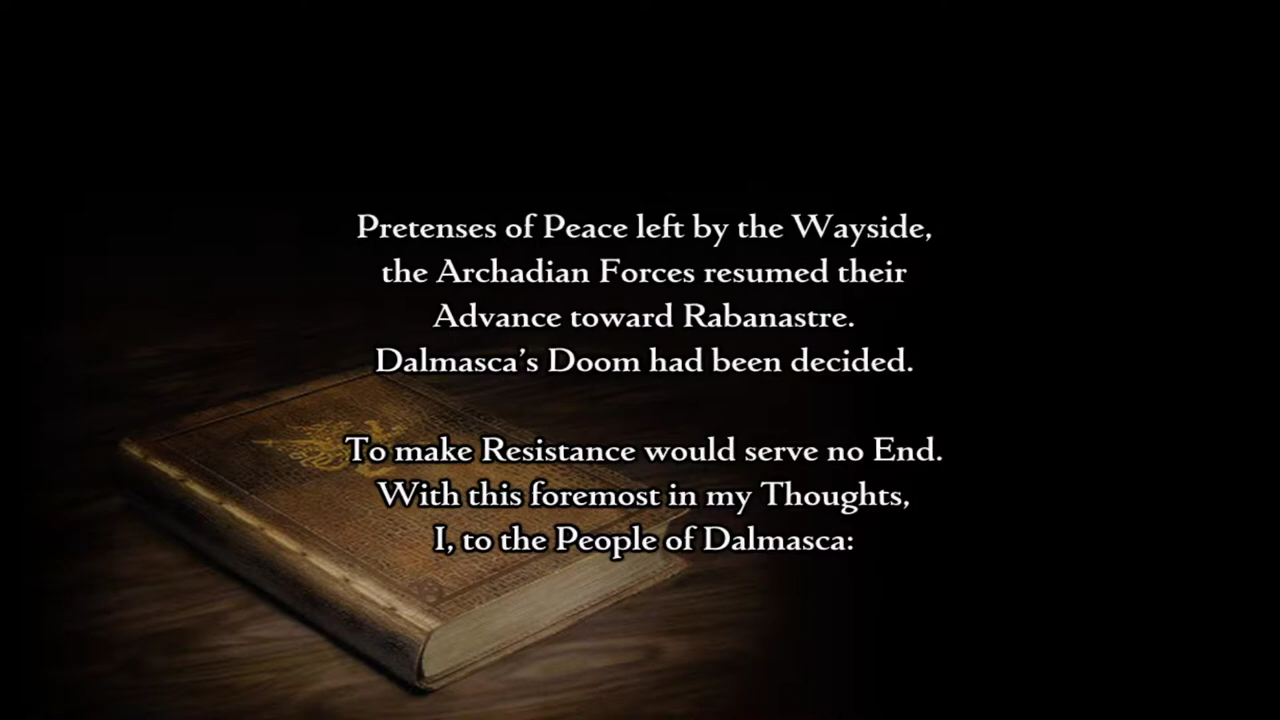 Pretenses of Peace left by the Wayside,
the Archadian Forces resumed their
Advance toward Rabanastre.
Dalmasca's Doom had been decided.
To make Resistance would serve no End.
With this foremost in my Thoughts,
I, to the People of Dalmasca: